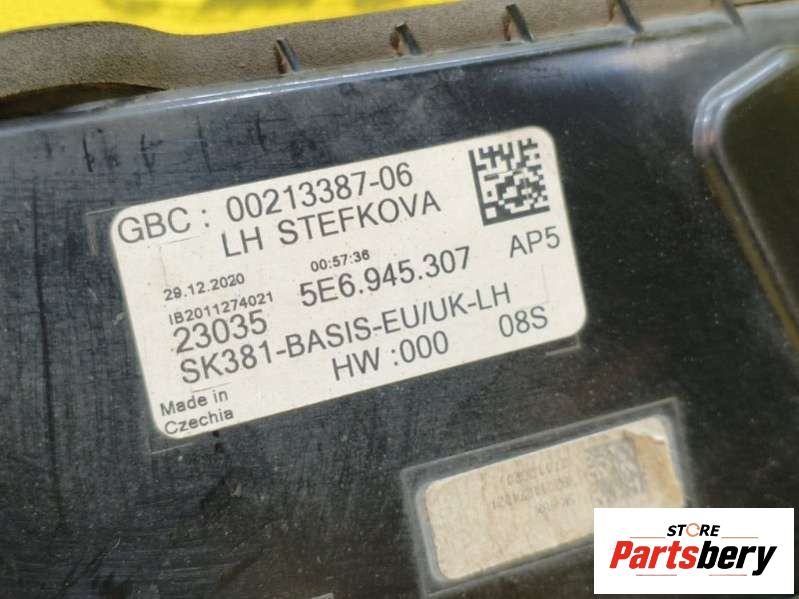 GBC: 00213387-06
LH STEFKOVA
29.12.2020 00:57:36
IB2011274021
23035 5E6.945.307 AP5
SK381-BASIS-EU/UK-LH
HW :000 08S
Made in
Czechia
STORE
Partsbery